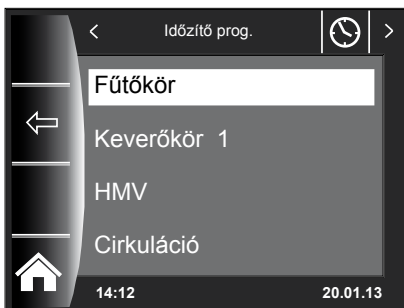 Időzítő prog.
Fűtőkör
Keverőkör 1
HMV
Cirkuláció
14:12 20.01.13